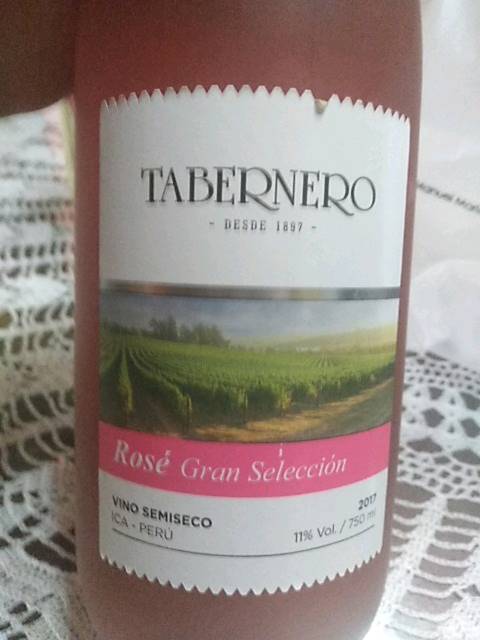 TABERNERO
- DESDE 1897 -
Rosé Gran Selección
VINO SEMISECO
ICA - PERÚ
2017
11% Vol. / 750 ml